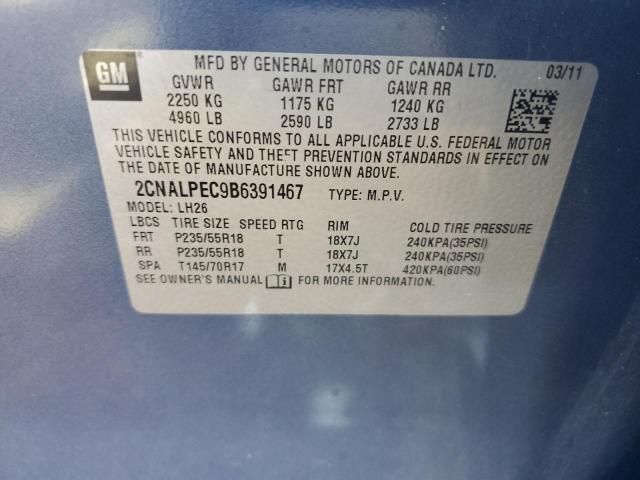 GM
MFD BY GENERAL MOTORS OF CANADA LTD. 03/11
GVWR GAWR FRT GAWR RR
2250 KG 1175 KG 1240 KG
4960 LB 2590 LB 2733 LB
THIS VEHICLE CONFORMS TO ALL APPLICABLE U.S. FEDERAL MOTOR
VEHICLE SAFETY AND THEFT PREVENTION STANDARDS IN EFFECT ON
THE DATE OF MANUFACTURE SHOWN ABOVE.
2CNALPEC9B6391467 TYPE: M.P.V.
MODEL: LH26
LBCS TIRE SIZE SPEED RTG RIM COLD TIRE PRESSURE
FRT P235/55R18 T 18X7J 240KPA(35PSI)
RR P235/55R18 T 18X7J 240KPA(35PSI)
SPA T145/70R17 M 17X4.5T 420KPA(60PSI)
SEE OWNER'S MANUAL FOR MORE INFORMATION.